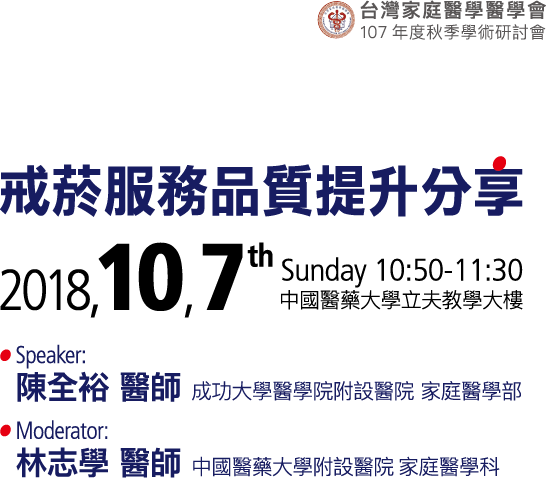 台灣家庭醫學醫學會
107 年度秋季學術研討會
戒菸服務品質提升分享
2018,10,7th Sunday 10:50-11:30
中國醫藥大學立夫教學大樓
Speaker:
陳全裕 醫師 成功大學醫學院附設醫院 家庭醫學部
Moderator:
林志學 醫師 中國醫藥大學附設醫院 家庭醫學科